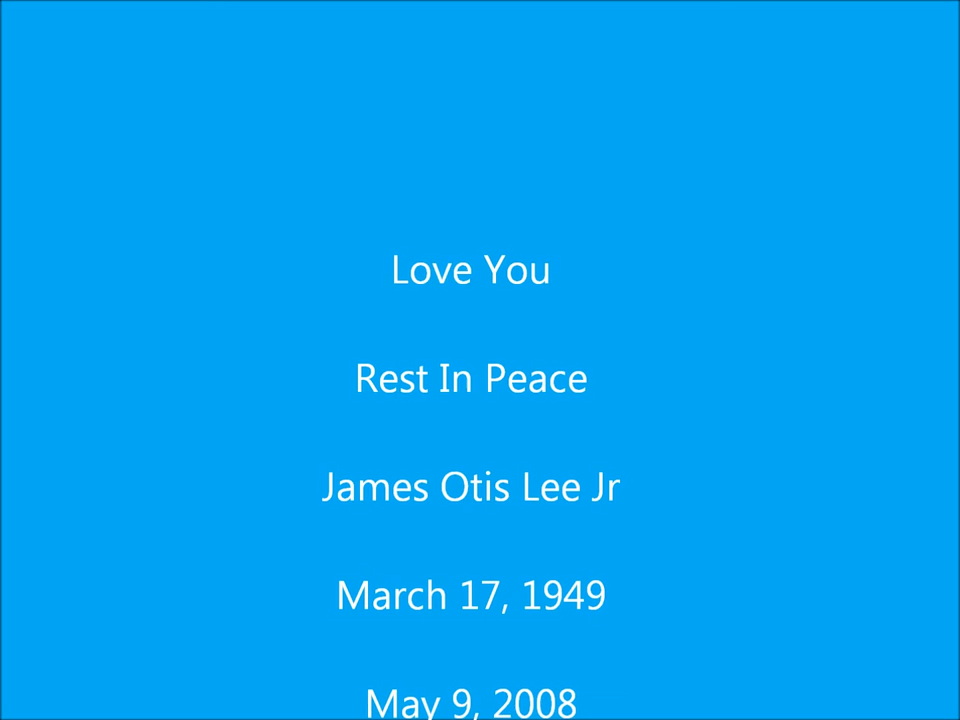 Love You
Rest In Peace
James Otis Lee Jr
March 17, 1949
May 9, 2008